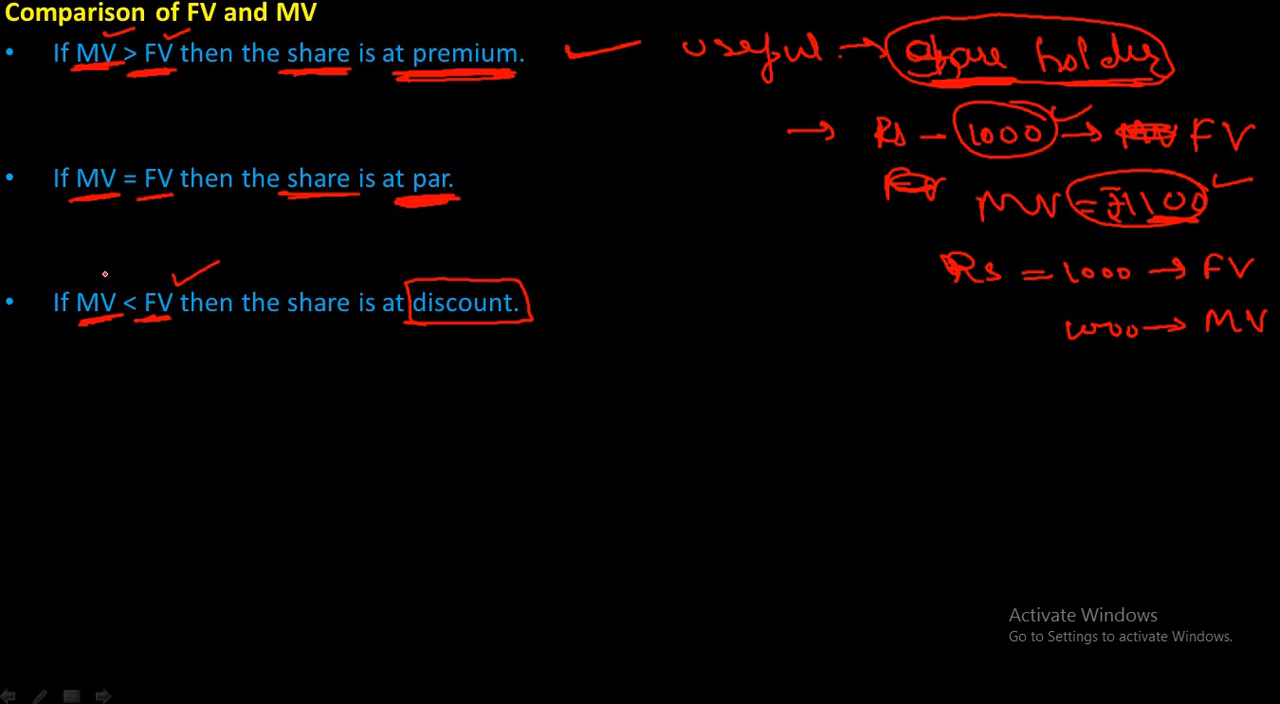 Comparison of FV and MV
• If MV > FV then the share is at premium.
useful → share holder
→ Rs - 1000 → FV
• If MV = FV then the share is at par.
MV = ₹1100
Rs = 1000 → FV
• If MV < FV then the share is at discount.
1000 → MV
Activate Windows
Go to Settings to activate Windows.